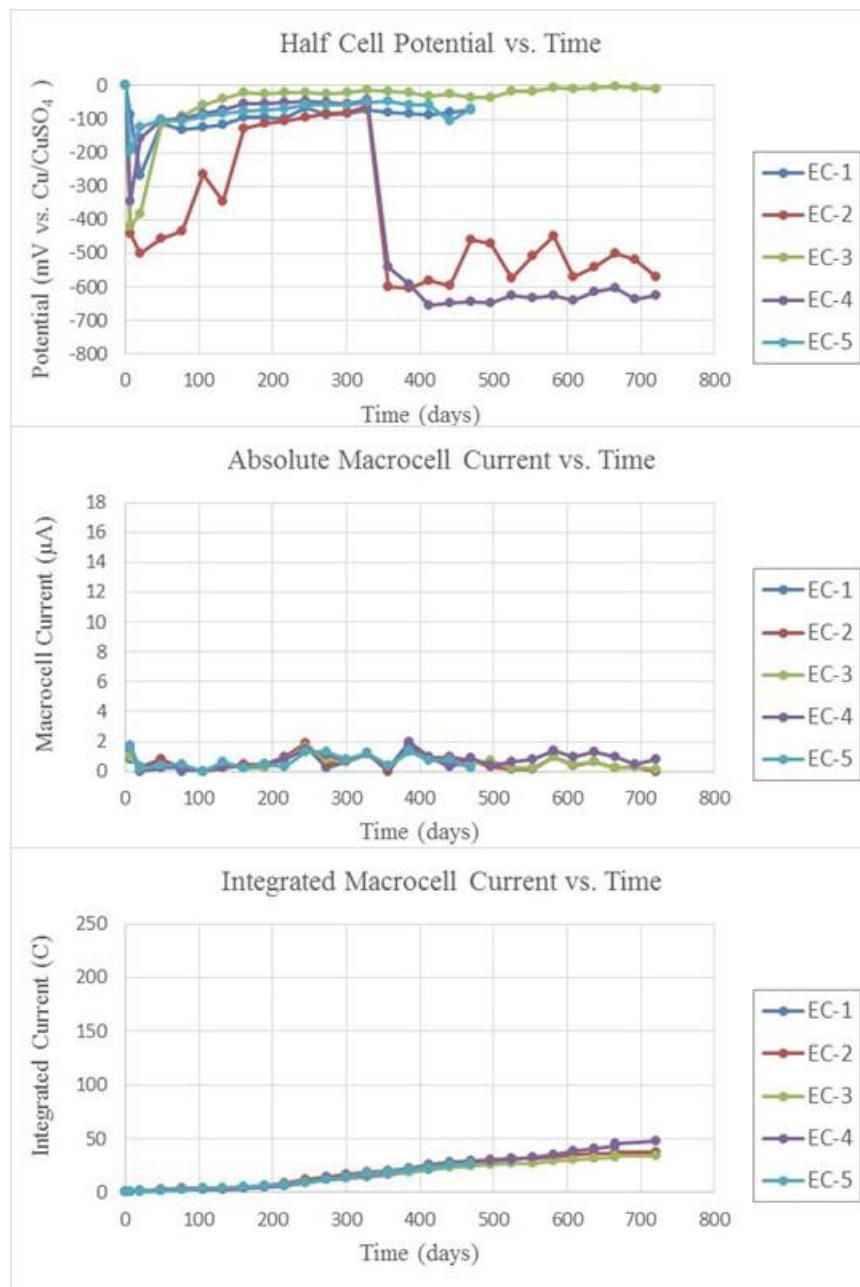 Half Cell Potential vs. Time
Potential (mV vs. Cu/CuSO4
0
-100
-200
-300
-400
-500
-600
-700
-800
0 100 200 300 400 500 600 700 800
Time (days)
EC-1
EC-2
EC-3
EC-4
EC-5
Absolute Macrocell Current vs. Time
Macrocell Current (μA)
18
16
14
12
10
8
6
4
2
0
0 100 200 300 400 500 600 700 800
Time (days)
EC-1
EC-2
EC-3
EC-4
EC-5
Integrated Macrocell Current vs. Time
Integrated Current (C)
250
200
150
100
50
0
0 100 200 300 400 500 600 700 800
Time (days)
EC-1
EC-2
EC-3
EC-4
EC-5